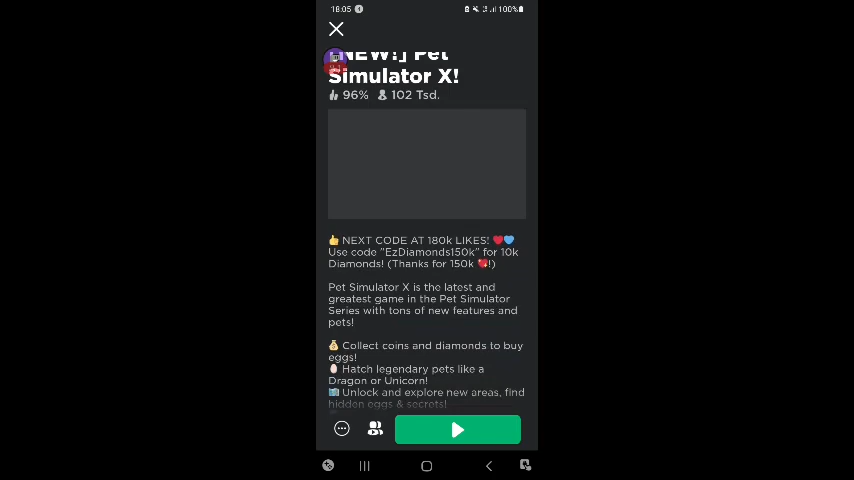 18:05
100%
[NEW!] Pet
Simulator X!
96% 102 Tsd.
👍 NEXT CODE AT 180k LIKES! ❤️💙
Use code "EzDiamonds150k" for 10k
Diamonds! (Thanks for 150k 💖!)
Pet Simulator X is the latest and
greatest game in the Pet Simulator
Series with tons of new features and
pets!
💰 Collect coins and diamonds to buy
eggs!
🥚 Hatch legendary pets like a
Dragon or Unicorn!
🗺️ Unlock and explore new areas, find
hidden eggs & secrets!